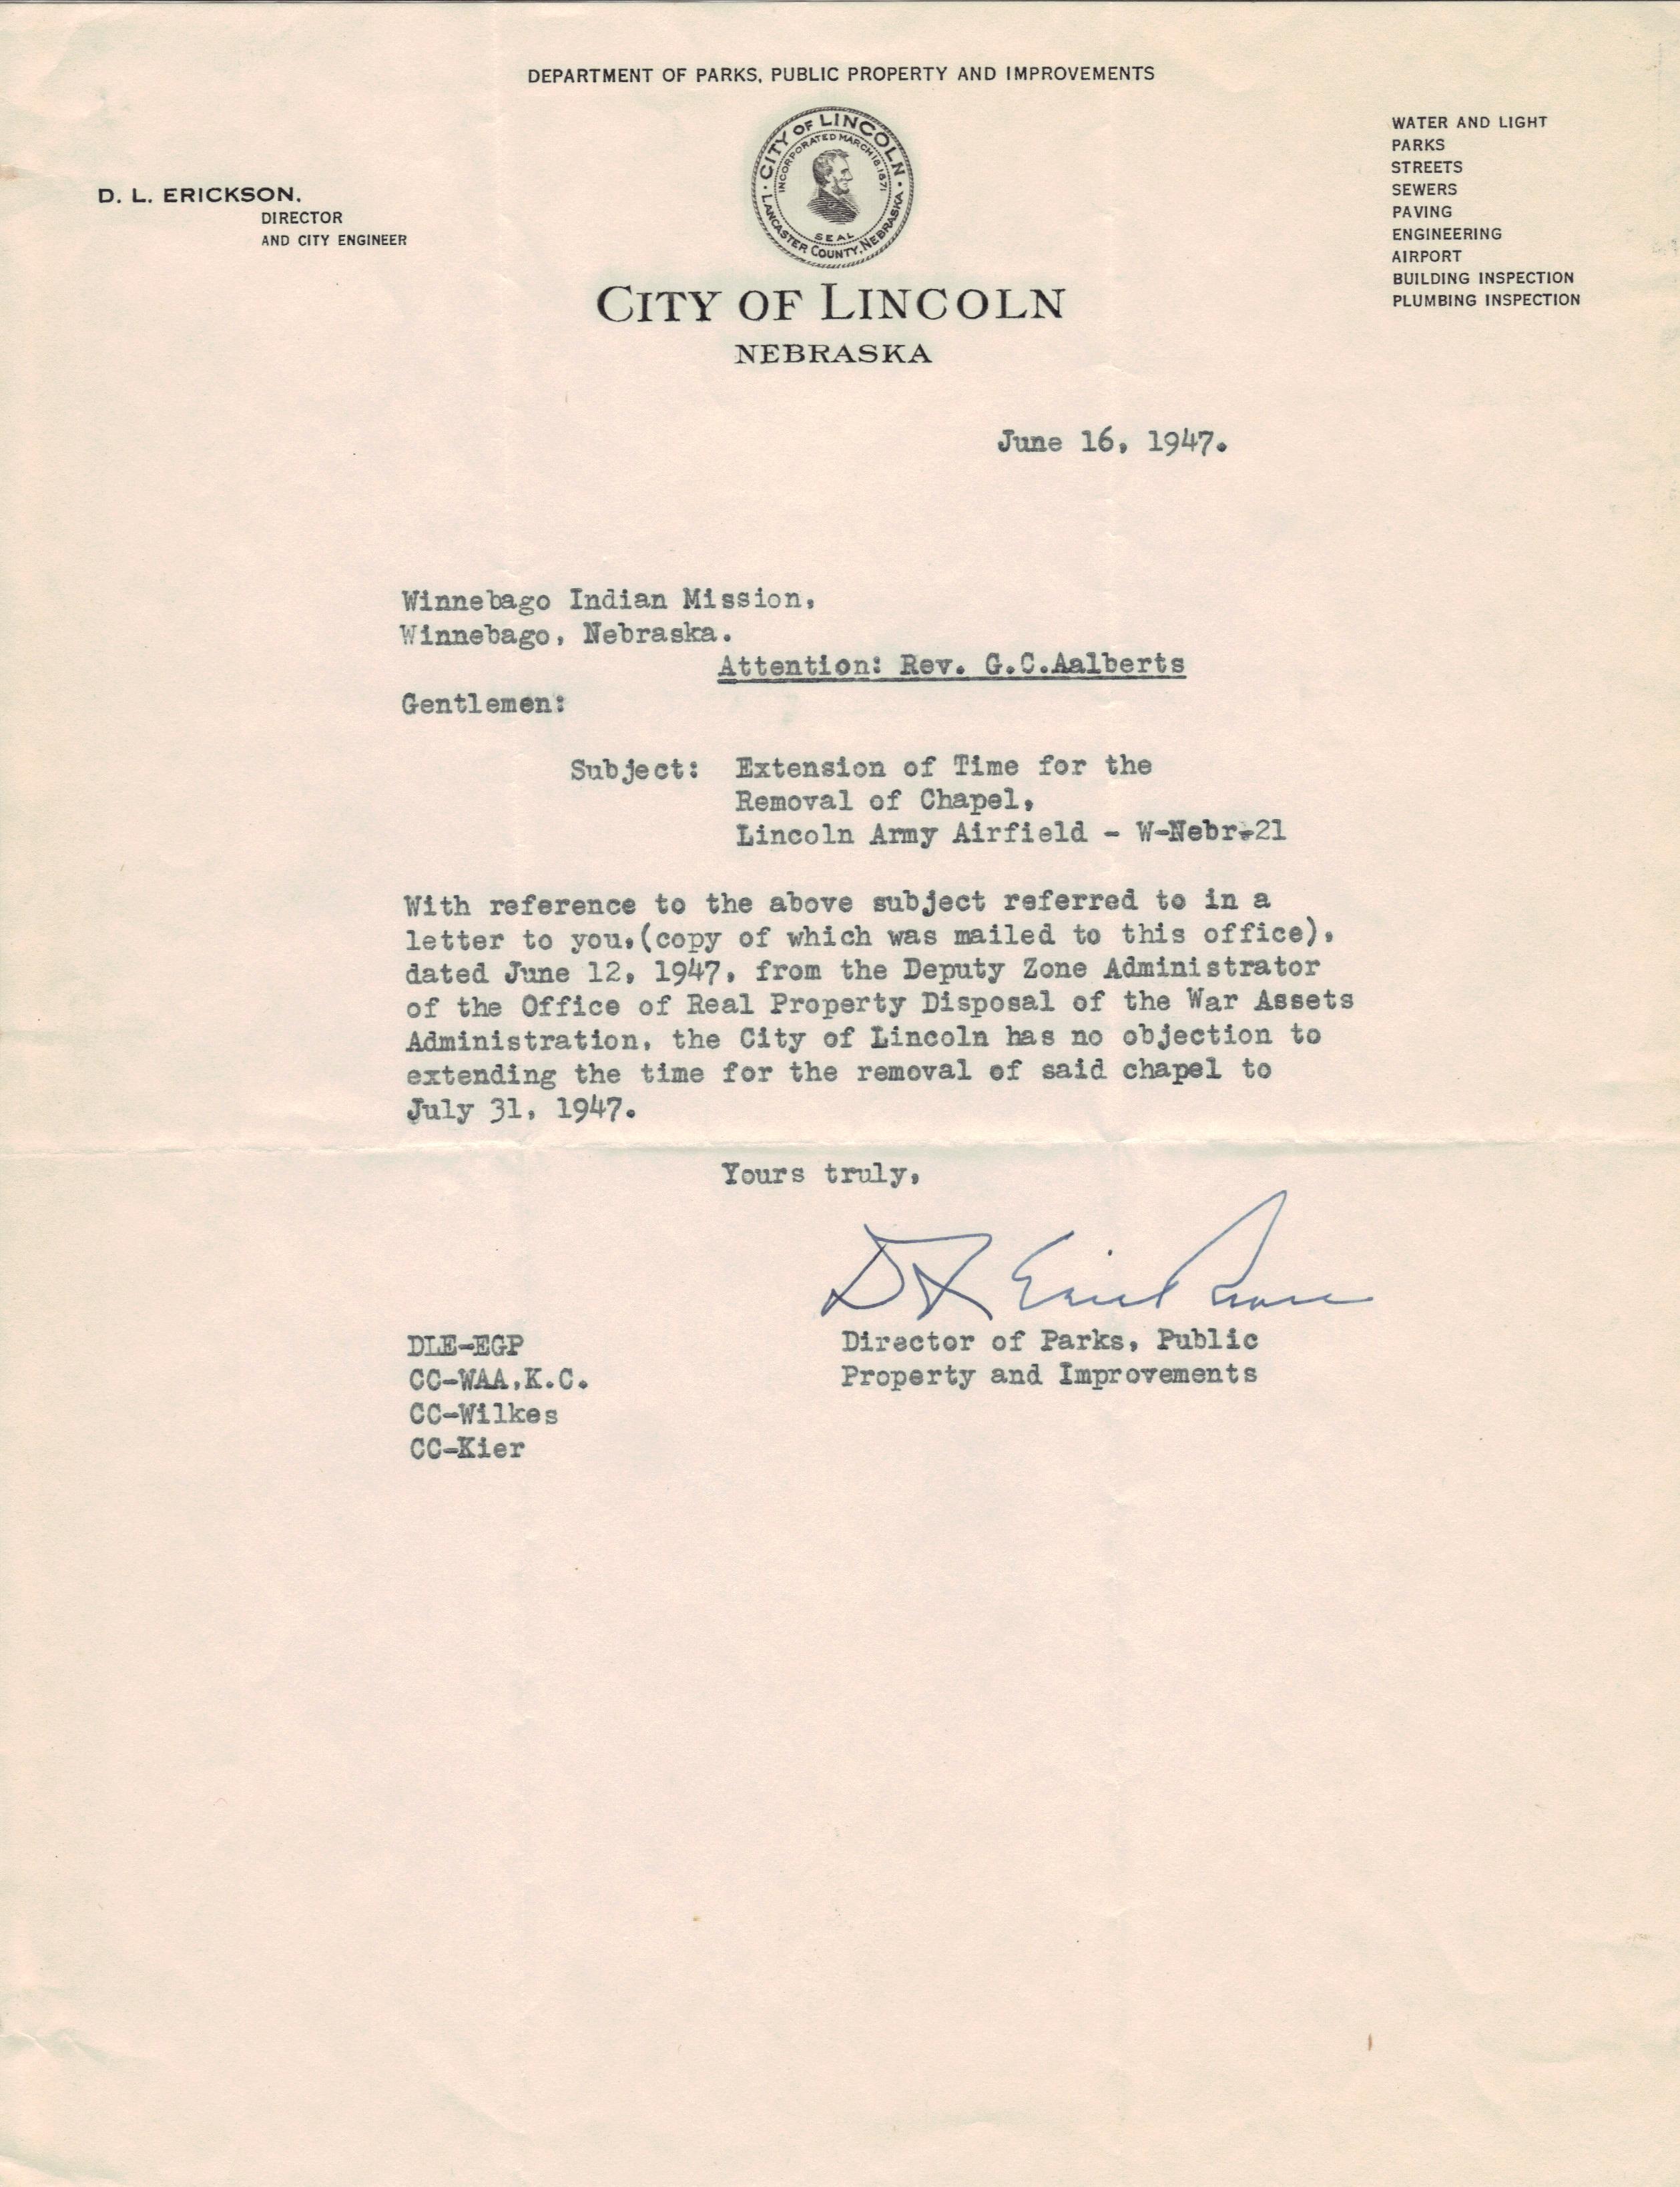 DEPARTMENT OF PARKS, PUBLIC PROPERTY AND IMPROVEMENTS
CITY OF LINCOLN
INCORPORATED MARCH 18, 1871
SEAL
LANCASTER COUNTY, NEBRASKA
D. L. ERICKSON.
DIRECTOR
AND CITY ENGINEER
WATER AND LIGHT
PARKS
STREETS
SEWERS
PAVING
ENGINEERING
AIRPORT
BUILDING INSPECTION
PLUMBING INSPECTION
CITY OF LINCOLN
NEBRASKA
June 16, 1947.
Winnebago Indian Mission,
Winnebago, Nebraska.
Attention: Rev. G.C.Aalberts
Gentlemen:
Subject: Extension of Time for the
Removal of Chapel,
Lincoln Army Airfield - W-Nebr-21
With reference to the above subject referred to in a
letter to you,(copy of which was mailed to this office),
dated June 12, 1947, from the Deputy Zone Administrator
of the Office of Real Property Disposal of the War Assets
Administration, the City of Lincoln has no objection to
extending the time for the removal of said chapel to
July 31, 1947.
Yours truly,
D L Erickson
Director of Parks, Public
Property and Improvements
DLE-EGP
CC-WAA,K.C.
CC-Wilkes
CC-Kier